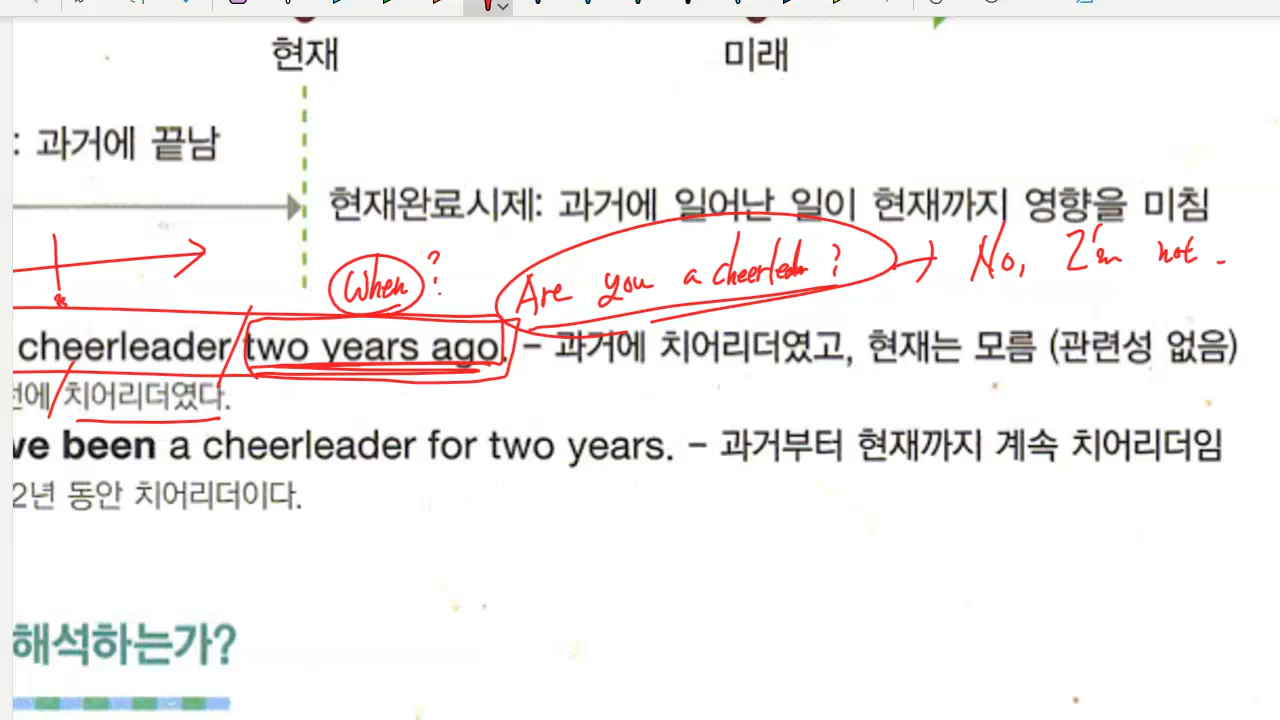 현재
미래
: 과거에 끝남
현재완료시제: 과거에 일어난 일이 현재까지 영향을 미침
When? Are you a cheerleader? → No, I'm not.
cheerleader two years ago. – 과거에 치어리더였고, 현재는 모름 (관련성 없음)
전에 치어리더였다.
ve been a cheerleader for two years. – 과거부터 현재까지 계속 치어리더임
2년 동안 치어리더이다.
해석하는가?